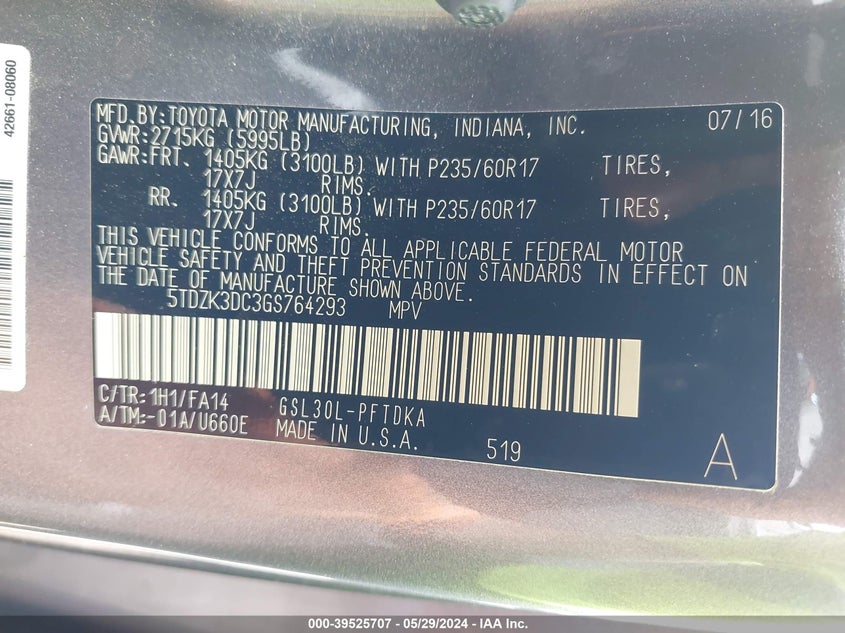 42661-08060
MFD.BY:TOYOTA MOTOR MANUFACTURING, INDIANA, INC. 07/16
GVWR:2715KG (5995LB)
GAWR:FRT. 1405KG (3100LB) WITH P235/60R17 TIRES,
17X7J RIMS.
RR. 1405KG (3100LB) WITH P235/60R17 TIRES,
17X7J RIMS.
THIS VEHICLE CONFORMS TO ALL APPLICABLE FEDERAL MOTOR
VEHICLE SAFETY AND THEFT PREVENTION STANDARDS IN EFFECT ON
THE DATE OF MANUFACTURE SHOWN ABOVE.
5TDZK3DC3GS764293 MPV
C/TR:1H1/FA14 GSL30L-PFTDKA
A/TM:-01A/U660E MADE IN U.S.A. 519 A
000-39525707 - 05/29/2024 - IAA Inc.